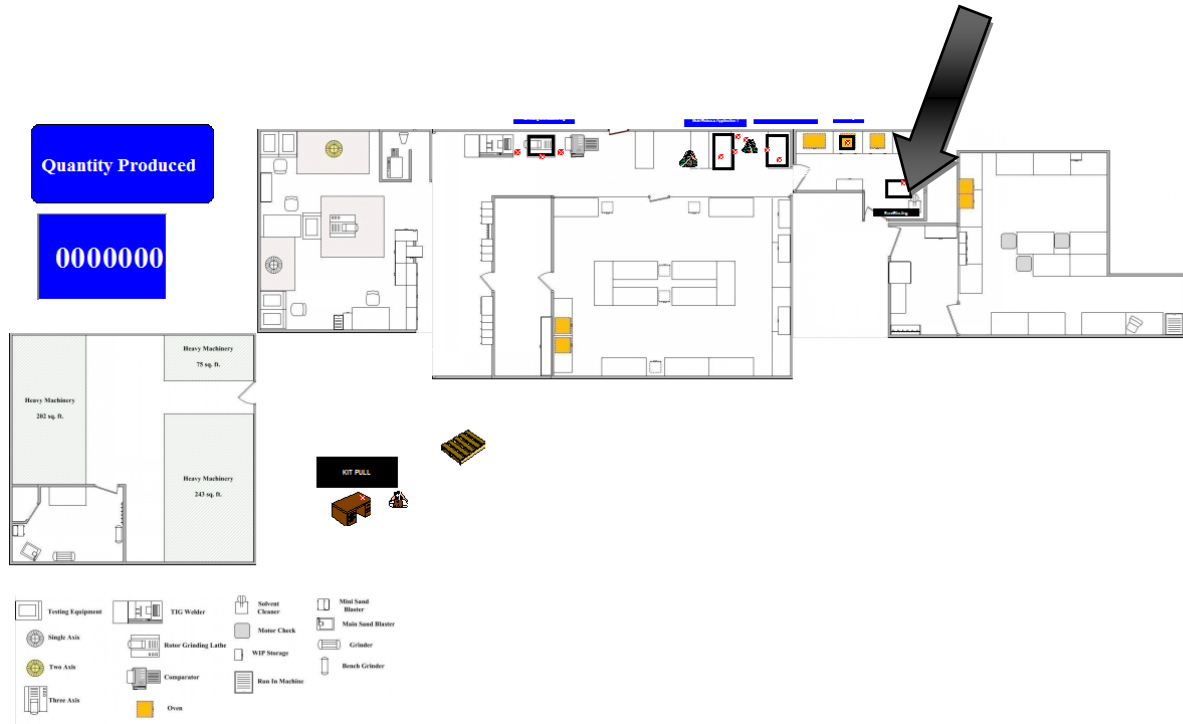 Quantity Produced
0000000
Heavy Machinery
75 sq. ft.
Heavy Machinery
202 sq. ft.
Heavy Machinery
243 sq. ft.
KIT PULL
Testing Equipment
Single Axis
Two Axis
Three Axis
TIG Welder
Rotor Grinding Lathe
Comparator
Oven
Solvent
Cleaner
Motor Check
WIP Storage
Run In Machine
Mini Sand
Blaster
Main Sand Blaster
Grinder
Bench Grinder